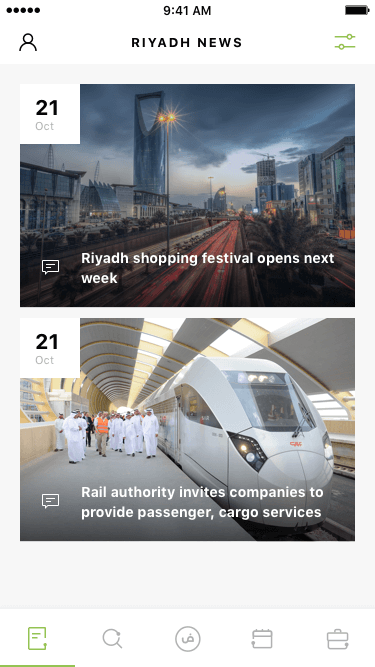 9:41 AM
RIYADH NEWS
21
Oct
Riyadh shopping festival opens next
week
21
Oct
Rail authority invites companies to
provide passenger, cargo services
ض